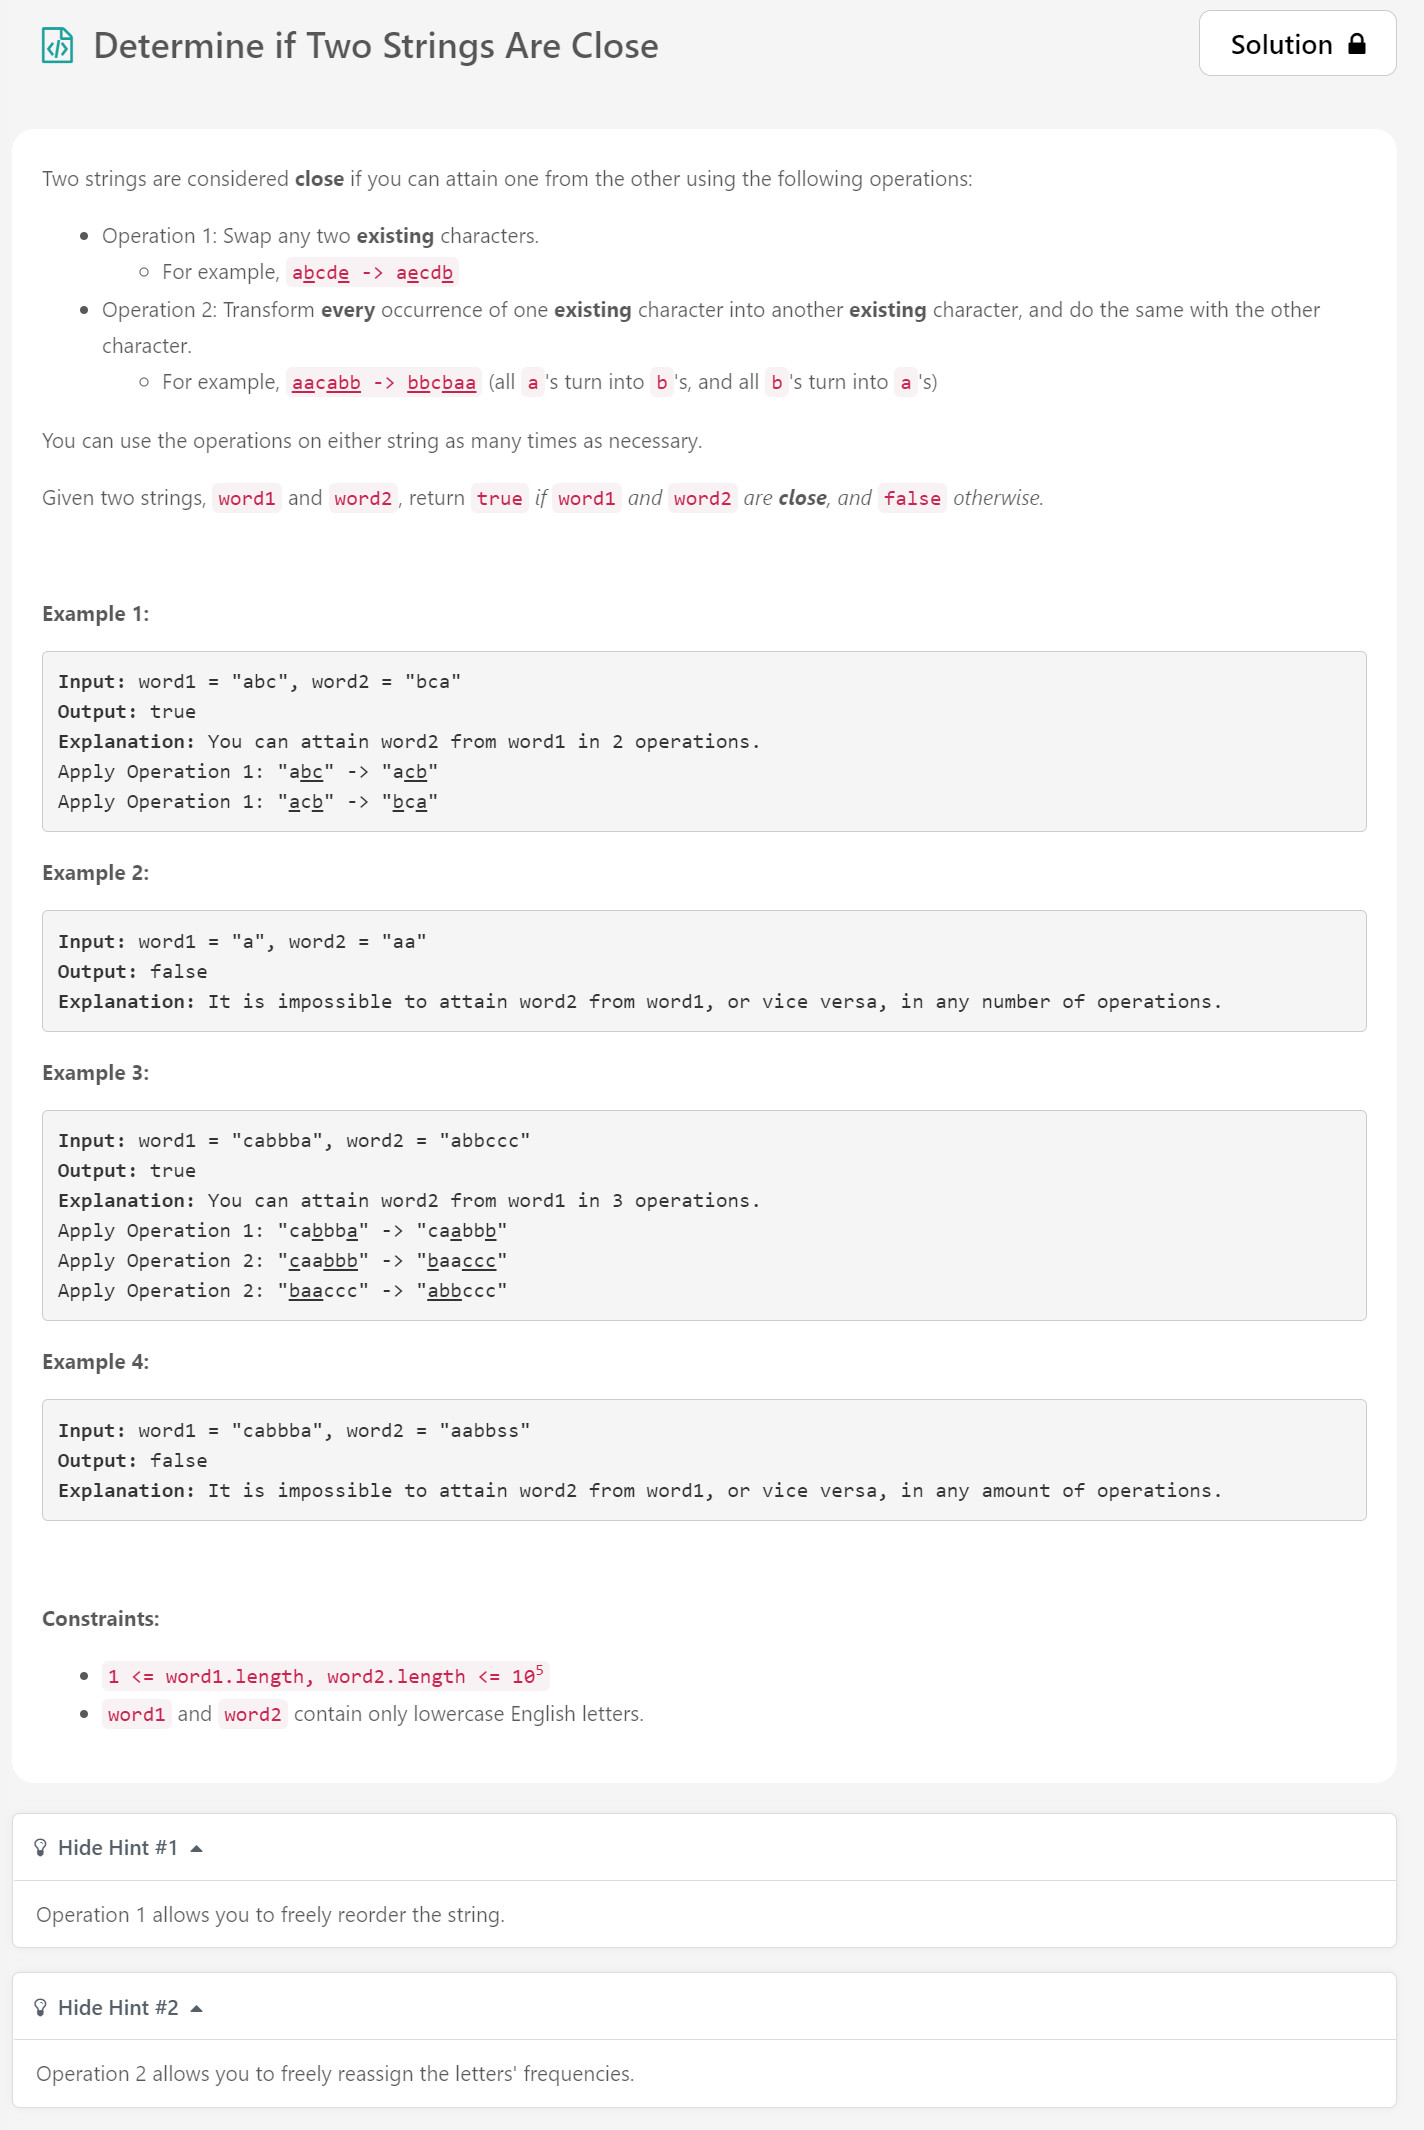 Determine if Two Strings Are Close
Solution
Two strings are considered close if you can attain one from the other using the following operations:
Operation 1: Swap any two existing characters.
For example, abcde -> aecdb
Operation 2: Transform every occurrence of one existing character into another existing character, and do the same with the other
character.
For example, aacabb -> bbcbaa (all a 's turn into b 's, and all b 's turn into a 's)
You can use the operations on either string as many times as necessary.
Given two strings, word1 and word2 , return true if word1 and word2 are close, and false otherwise.
Example 1:
Input: word1 = "abc", word2 = "bca"
Output: true
Explanation: You can attain word2 from word1 in 2 operations.
Apply Operation 1: "abc" -> "acb"
Apply Operation 1: "acb" -> "bca"
Example 2:
Input: word1 = "a", word2 = "aa"
Output: false
Explanation: It is impossible to attain word2 from word1, or vice versa, in any number of operations.
Example 3:
Input: word1 = "cabbba", word2 = "abbccc"
Output: true
Explanation: You can attain word2 from word1 in 3 operations.
Apply Operation 1: "cabbba" -> "caabbb"
Apply Operation 2: "caabbb" -> "baaccc"
Apply Operation 2: "baaccc" -> "abbccc"
Example 4:
Input: word1 = "cabbba", word2 = "aabbss"
Output: false
Explanation: It is impossible to attain word2 from word1, or vice versa, in any amount of operations.
Constraints:
1 <= word1.length, word2.length <= 10⁵
word1 and word2 contain only lowercase English letters.
Hide Hint #1
Operation 1 allows you to freely reorder the string.
Hide Hint #2
Operation 2 allows you to freely reassign the letters' frequencies.